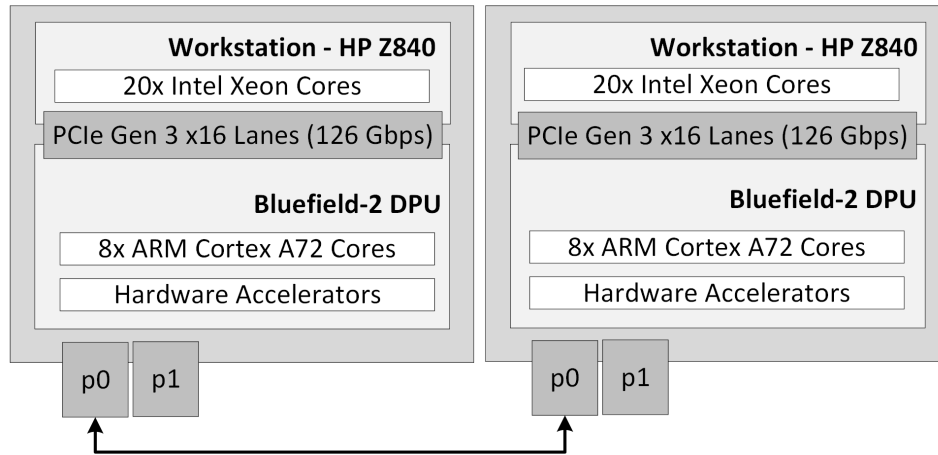 Workstation - HP Z840
20x Intel Xeon Cores
PCIe Gen 3 x16 Lanes (126 Gbps)
Bluefield-2 DPU
8x ARM Cortex A72 Cores
Hardware Accelerators
p0
p1
Workstation - HP Z840
20x Intel Xeon Cores
PCIe Gen 3 x16 Lanes (126 Gbps)
Bluefield-2 DPU
8x ARM Cortex A72 Cores
Hardware Accelerators
p0
p1